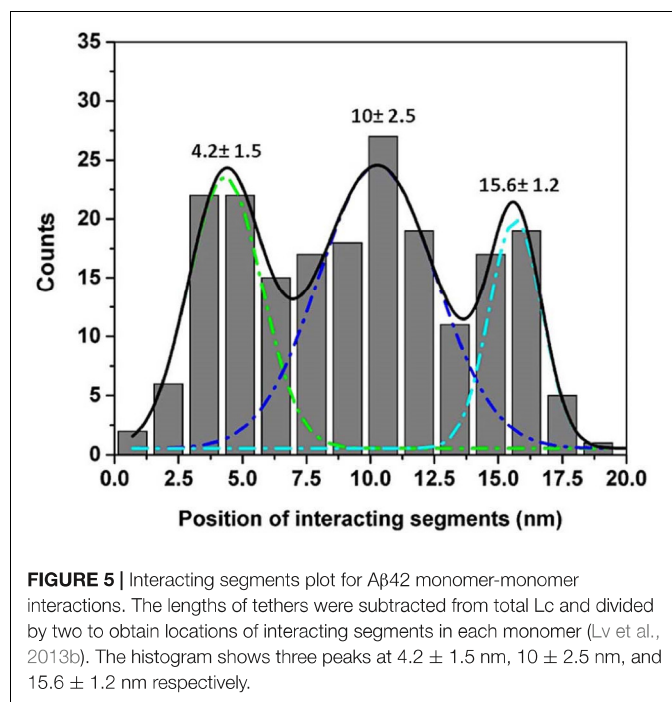 35
30
25
20
15
10
5
0
Counts
4.2± 1.5
10± 2.5
15.6± 1.2
0.0 2.5 5.0 7.5 10.0 12.5 15.0 17.5 20.0
Position of interacting segments (nm)
FIGURE 5 | Interacting segments plot for Aβ42 monomer-monomer
interactions. The lengths of tethers were subtracted from total Lc and divided
by two to obtain locations of interacting segments in each monomer (Lv et al.,
2013b). The histogram shows three peaks at 4.2 ± 1.5 nm, 10 ± 2.5 nm, and
15.6 ± 1.2 nm respectively.